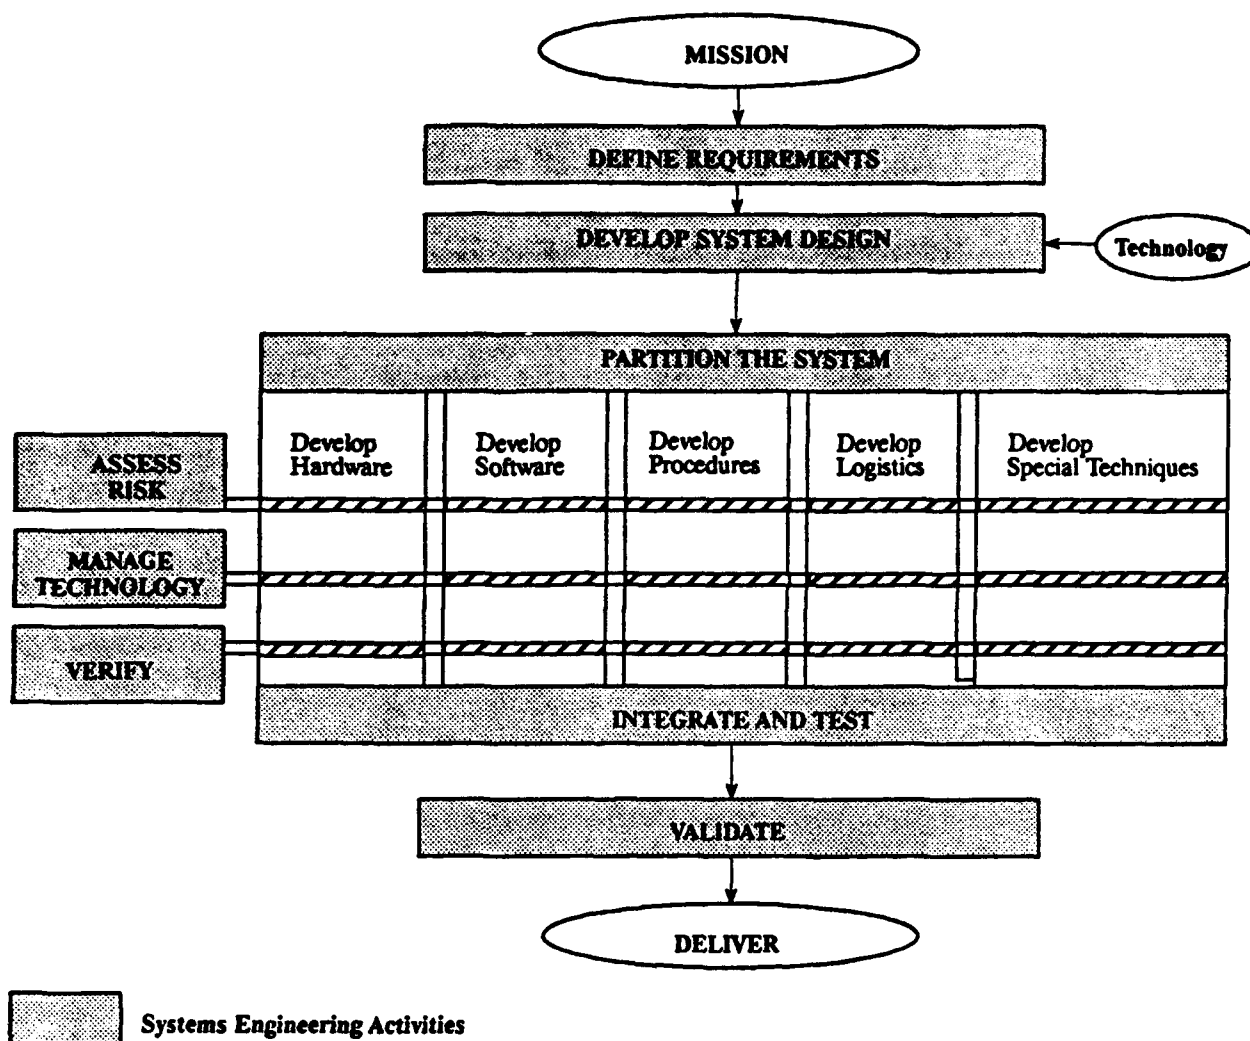 MISSION
DEFINE REQUIREMENTS
DEVELOP SYSTEM DESIGN
Technology
PARTITION THE SYSTEM
Develop
Hardware
Develop
Software
Develop
Procedures
Develop
Logistics
Develop
Special Techniques
ASSESS
RISK
MANAGE
TECHNOLOGY
VERIFY
INTEGRATE AND TEST
VALIDATE
DELIVER
Systems Engineering Activities